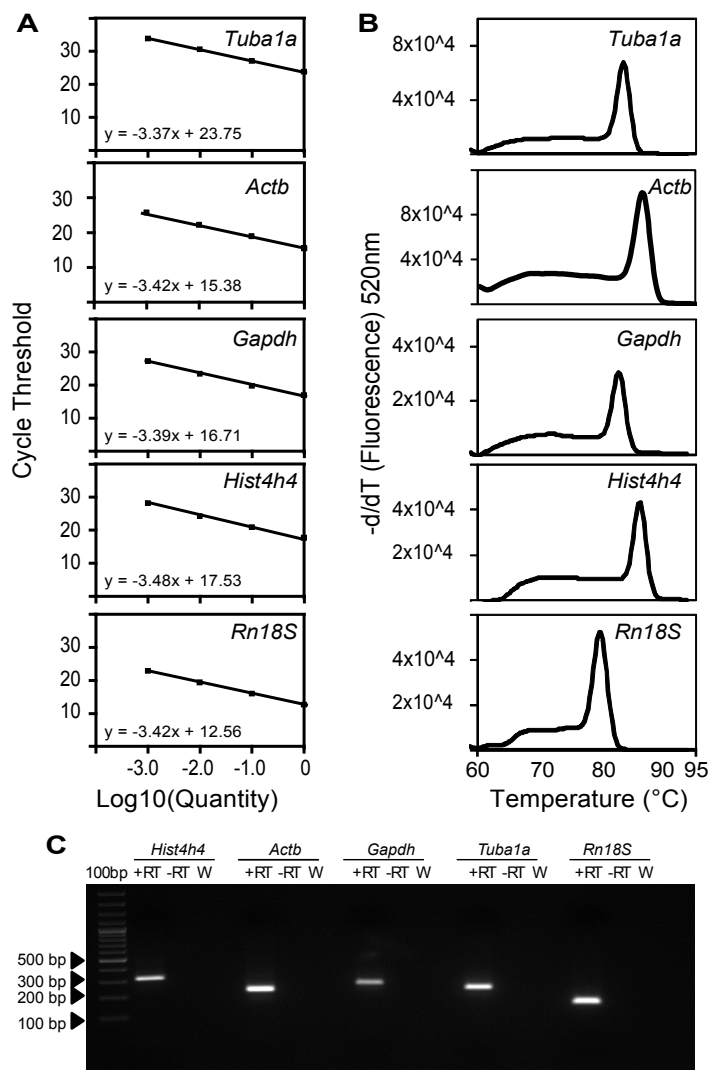 A
Cycle Threshold
Tuba1a
30
20
10
y = -3.37x + 23.75
Actb
30
20
10
y = -3.42x + 15.38
Gapdh
30
20
10
y = -3.39x + 16.71
Hist4h4
30
20
10
y = -3.48x + 17.53
Rn18S
30
20
10
y = -3.42x + 12.56
-3.0 -2.0 -1.0 0
Log10(Quantity)
B
-d/dT (Fluorescence) 520nm
Tuba1a
8x10^4
4x10^4
Actb
8x10^4
4x10^4
Gapdh
4x10^4
2x10^4
Hist4h4
4x10^4
2x10^4
Rn18S
4x10^4
2x10^4
60 70 80 90 95
Temperature (°C)
C
Hist4h4 Actb Gapdh Tuba1a Rn18S
100bp +RT -RT W +RT -RT W +RT -RT W +RT -RT W +RT -RT W
500 bp
300 bp
200 bp
100 bp